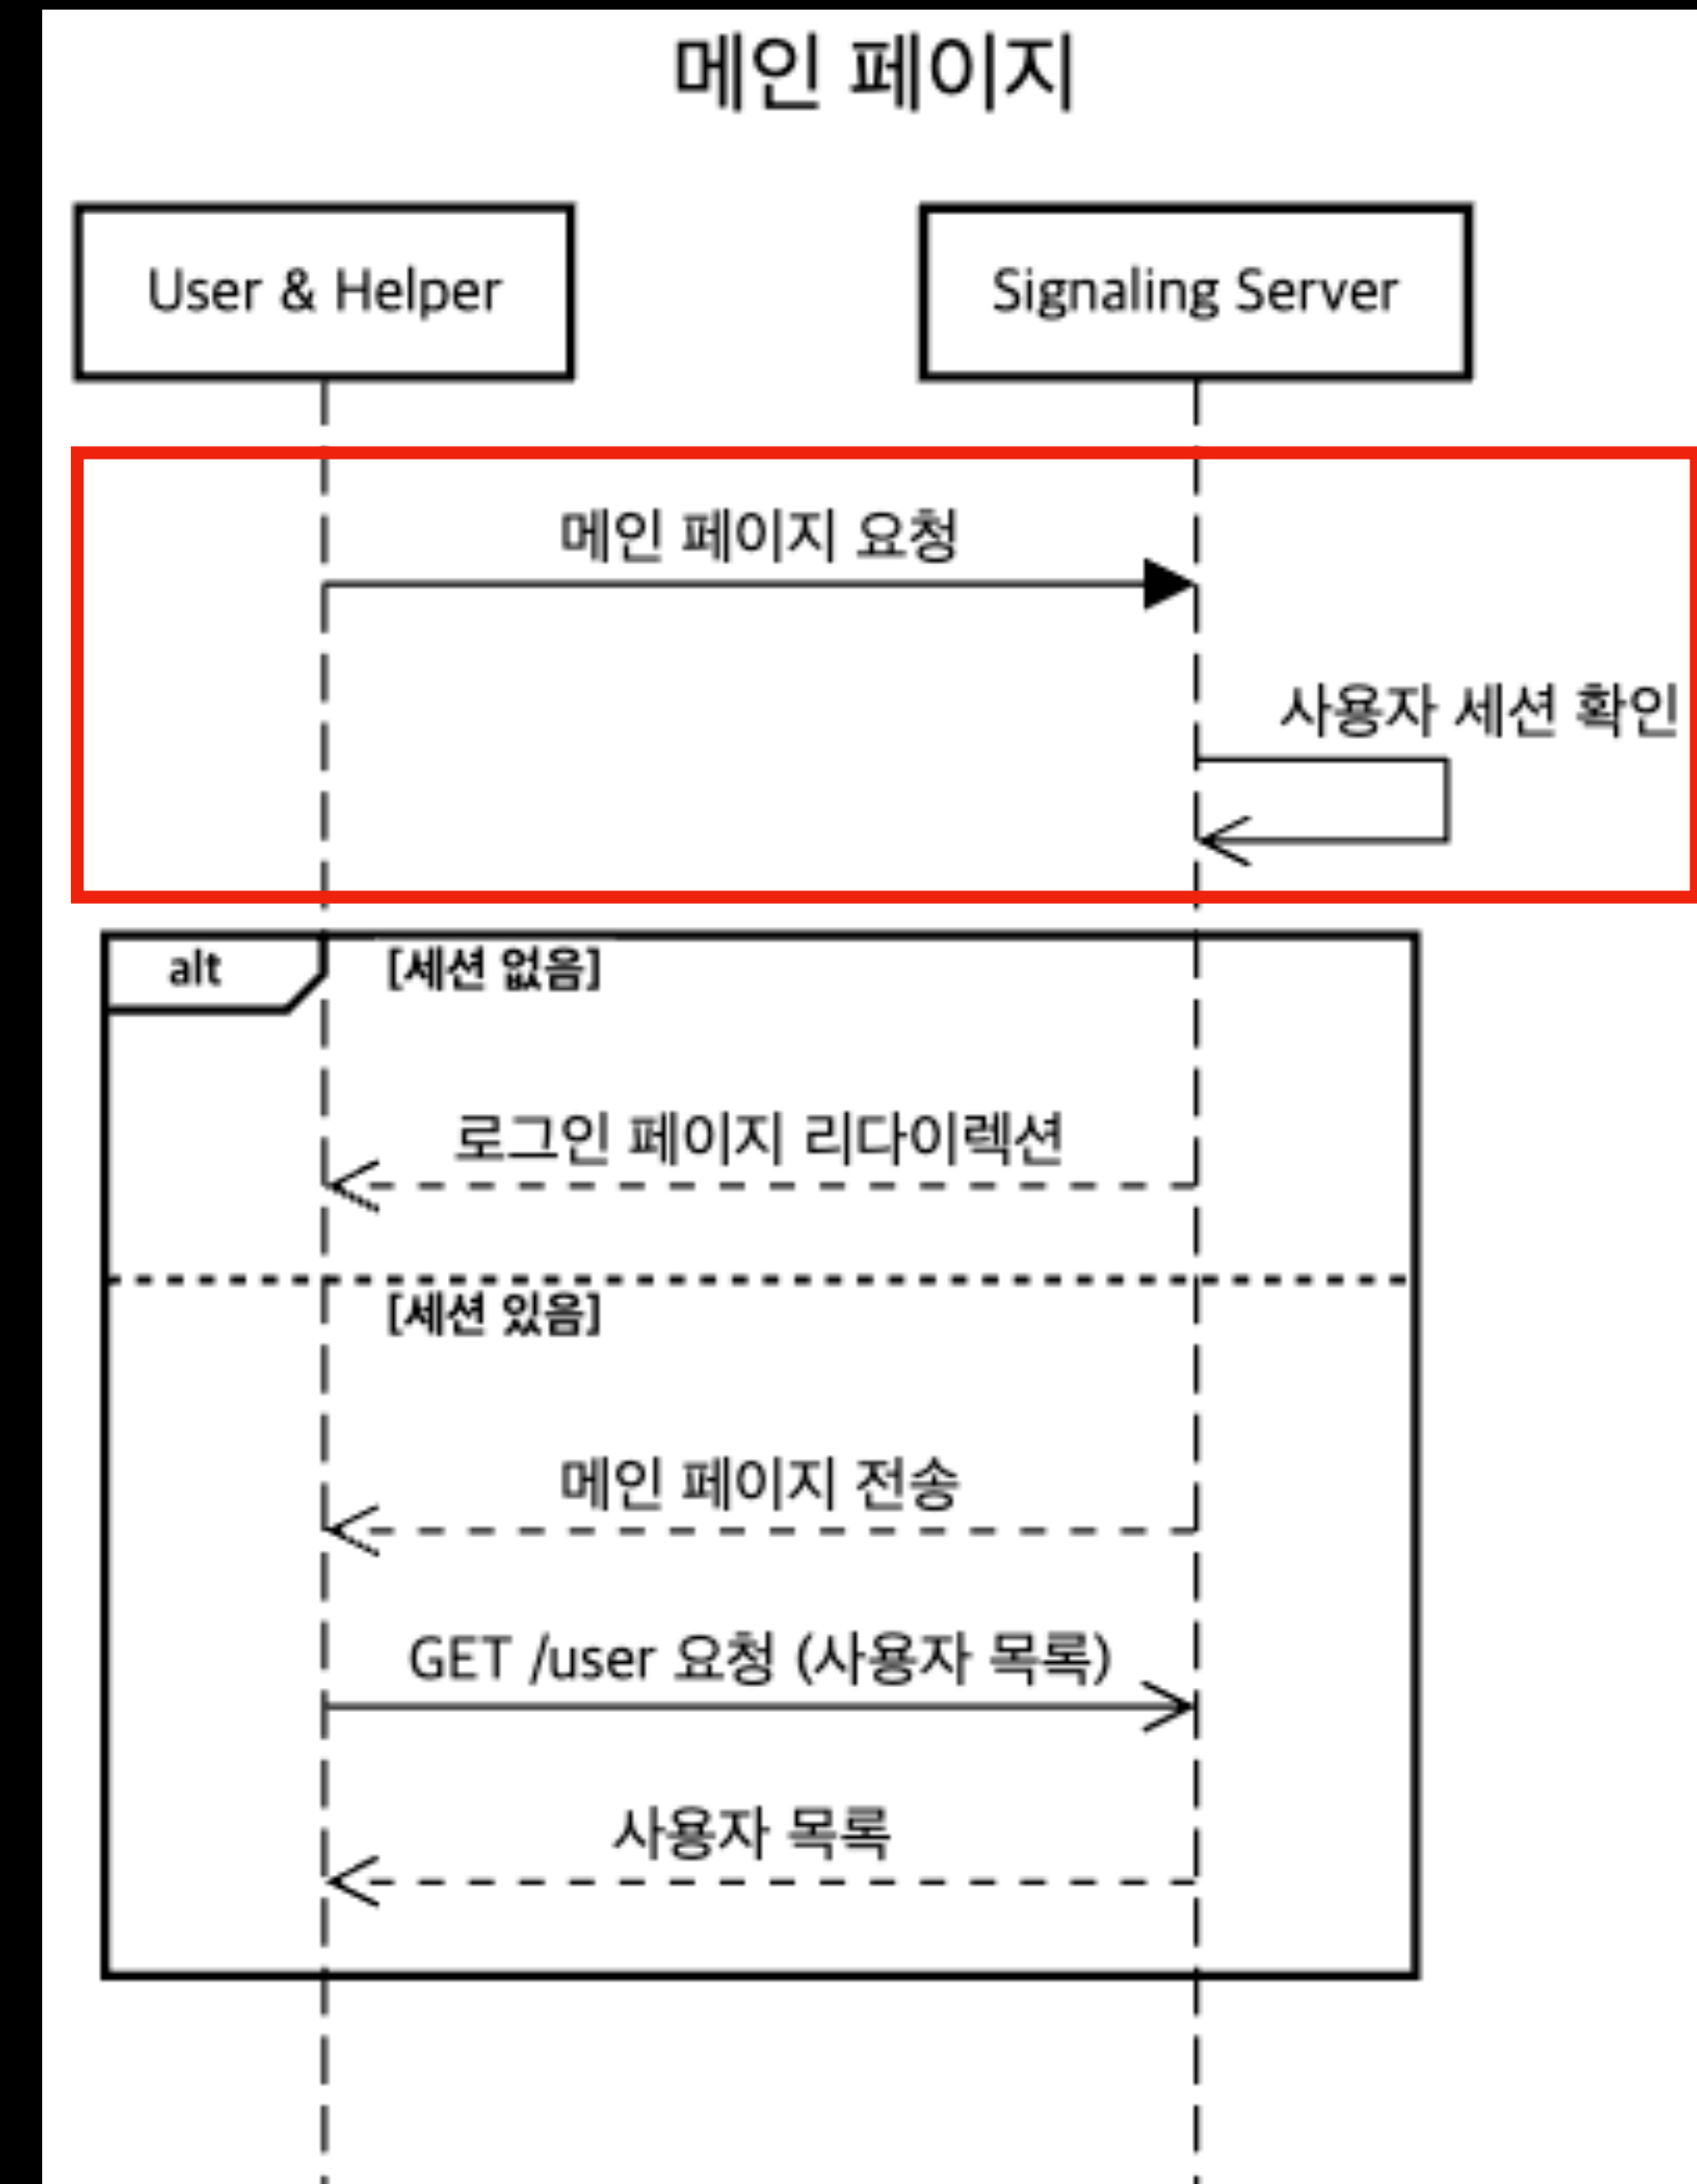 메인 페이지
User & Helper
Signaling Server
메인 페이지 요청
사용자 세션 확인
alt
[세션 없음]
로그인 페이지 리다이렉션
[세션 있음]
메인 페이지 전송
GET /user 요청 (사용자 목록)
사용자 목록